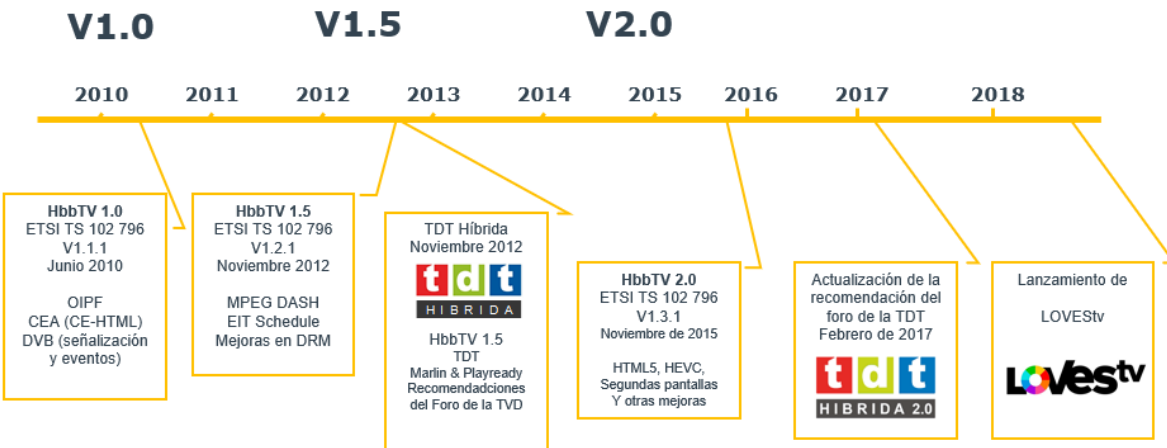 V1.0
V1.5
V2.0
2010
2011
2012
2013
2014
2015
2016
2017
2018
HbbTV 1.0
ETSI TS 102 796
V1.1.1
Junio 2010
OIPF
CEA (CE-HTML)
DVB (señalización
y eventos)
HbbTV 1.5
ETSI TS 102 796
V1.2.1
Noviembre 2012
MPEG DASH
EIT Schedule
Mejoras en DRM
TDT Híbrida
Noviembre 2012
tdt
HIBRIDA
HbbTV 1.5
TDT
Marlin & Playready
Recomendadciones
del Foro de la TVD
HbbTV 2.0
ETSI TS 102 796
V1.3.1
Noviembre de 2015
HTML5, HEVC,
Segundas pantallas
Y otras mejoras
Actualización de la
recomendación del
foro de la TDT
Febrero de 2017
tdt
HIBRIDA 2.0
Lanzamiento de
LOVEStv
LOVestv